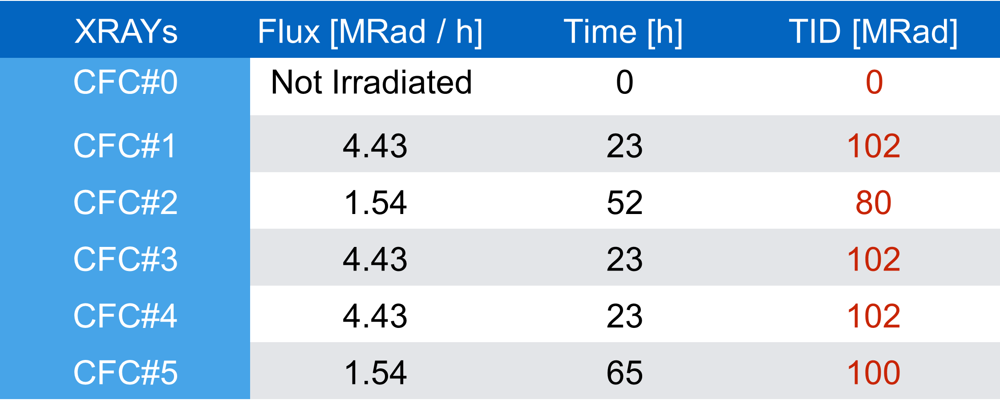 XRAYs Flux [MRad / h] Time [h] TID [MRad]
CFC#0 Not Irradiated 0 0
CFC#1 4.43 23 102
CFC#2 1.54 52 80
CFC#3 4.43 23 102
CFC#4 4.43 23 102
CFC#5 1.54 65 100